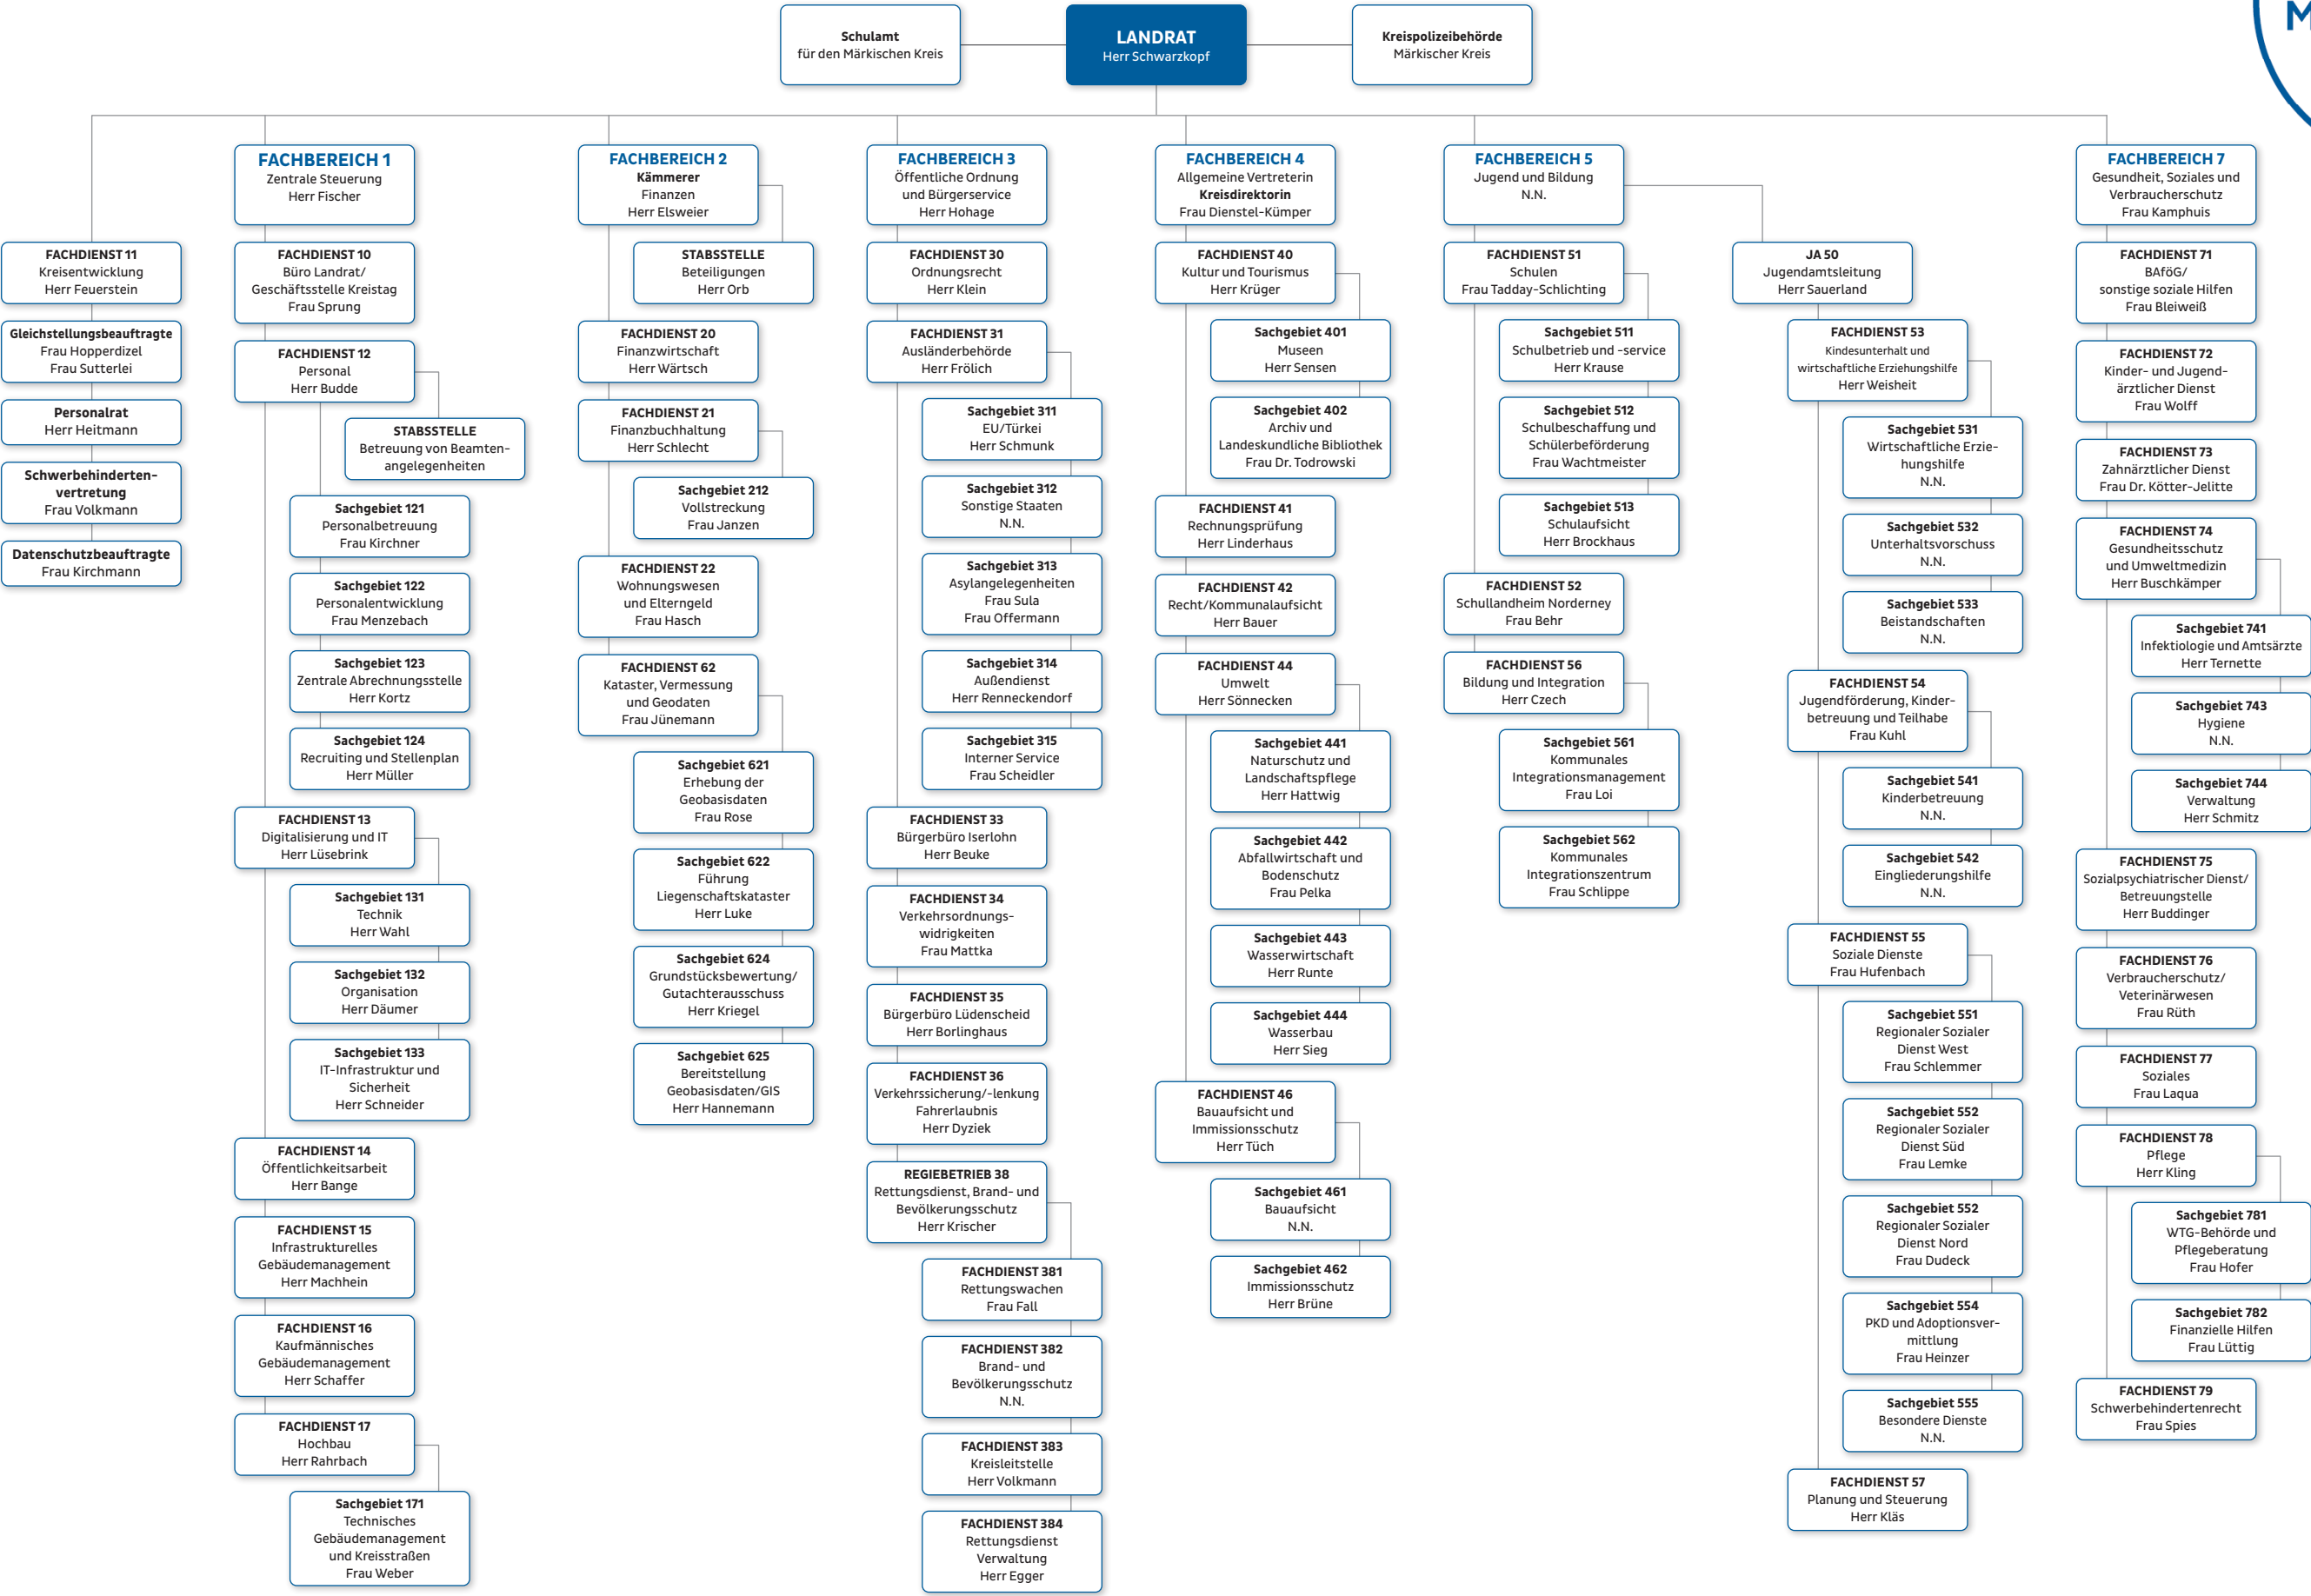 Schulamt
für den Märkischen Kreis
LANDRAT
Herr Schwarzkopf
Kreispolizeibehörde
Märkischer Kreis
FACHDIENST 11
Kreisentwicklung
Herr Feuerstein
Gleichstellungsbeauftragte
Frau Hopperdizel
Frau Sutterlei
Personalrat
Herr Heitmann
Schwerbehinderten-
vertretung
Frau Volkmann
Datenschutzbeauftragte
Frau Kirchmann
FACHBEREICH 1
Zentrale Steuerung
Herr Fischer
FACHDIENST 10
Büro Landrat/
Geschäftsstelle Kreistag
Frau Sprung
FACHDIENST 12
Personal
Herr Budde
STABSSTELLE
Betreuung von Beamten-
angelegenheiten
Sachgebiet 121
Personalbetreuung
Frau Kirchner
Sachgebiet 122
Personalentwicklung
Frau Menzebach
Sachgebiet 123
Zentrale Abrechnungsstelle
Herr Kortz
Sachgebiet 124
Recruiting und Stellenplan
Herr Müller
FACHDIENST 13
Digitalisierung und IT
Herr Lüsebrink
Sachgebiet 131
Technik
Herr Wahl
Sachgebiet 132
Organisation
Herr Däumer
Sachgebiet 133
IT-Infrastruktur und
Sicherheit
Herr Schneider
FACHDIENST 14
Öffentlichkeitsarbeit
Herr Bange
FACHDIENST 15
Infrastrukturelles
Gebäudemanagement
Herr Machhein
FACHDIENST 16
Kaufmännisches
Gebäudemanagement
Herr Schaffer
FACHDIENST 17
Hochbau
Herr Rahrbach
Sachgebiet 171
Technisches
Gebäudemanagement
und Kreisstraßen
Frau Weber
FACHBEREICH 2
Kämmerer
Finanzen
Herr Elsweier
STABSSTELLE
Beteiligungen
Herr Orb
FACHDIENST 20
Finanzwirtschaft
Herr Wärtsch
FACHDIENST 21
Finanzbuchhaltung
Herr Schlecht
Sachgebiet 212
Vollstreckung
Frau Janzen
FACHDIENST 22
Wohnungswesen
und Elterngeld
Frau Hasch
FACHDIENST 62
Kataster, Vermessung
und Geodaten
Frau Jünemann
Sachgebiet 621
Erhebung der
Geobasisdaten
Frau Rose
Sachgebiet 622
Führung
Liegenschaftskataster
Herr Luke
Sachgebiet 624
Grundstücksbewertung/
Gutachterausschuss
Herr Kriegel
Sachgebiet 625
Bereitstellung
Geobasisdaten/GIS
Herr Hannemann
FACHBEREICH 3
Öffentliche Ordnung
und Bürgerservice
Herr Hohage
FACHDIENST 30
Ordnungsrecht
Herr Klein
FACHDIENST 31
Ausländerbehörde
Herr Frölich
Sachgebiet 311
EU/Türkei
Herr Schmunk
Sachgebiet 312
Sonstige Staaten
N.N.
Sachgebiet 313
Asylangelegenheiten
Frau Sula
Frau Offermann
Sachgebiet 314
Außendienst
Herr Renneckendorf
Sachgebiet 315
Interner Service
Frau Scheidler
FACHDIENST 33
Bürgerbüro Iserlohn
Herr Beuke
FACHDIENST 34
Verkehrsordnungs-
widrigkeiten
Frau Mattka
FACHDIENST 35
Bürgerbüro Lüdenscheid
Herr Borlinghaus
FACHDIENST 36
Verkehrssicherung/-lenkung
Fahrerlaubnis
Herr Dyziek
REGIEBETRIEB 38
Rettungsdienst, Brand- und
Bevölkerungsschutz
Herr Krischer
FACHDIENST 381
Rettungswachen
Frau Fall
FACHDIENST 382
Brand- und
Bevölkerungsschutz
N.N.
FACHDIENST 383
Kreisleitstelle
Herr Volkmann
FACHDIENST 384
Rettungsdienst
Verwaltung
Herr Egger
FACHBEREICH 4
Allgemeine Vertreterin
Kreisdirektorin
Frau Dienstel-Kümper
FACHDIENST 40
Kultur und Tourismus
Herr Krüger
Sachgebiet 401
Museen
Herr Sensen
Sachgebiet 402
Archiv und
Landeskundliche Bibliothek
Frau Dr. Todrowski
FACHDIENST 41
Rechnungsprüfung
Herr Linderhaus
FACHDIENST 42
Recht/Kommunalaufsicht
Herr Bauer
FACHDIENST 44
Umwelt
Herr Sönnecken
Sachgebiet 441
Naturschutz und
Landschaftspflege
Herr Hattwig
Sachgebiet 442
Abfallwirtschaft und
Bodenschutz
Frau Pelka
Sachgebiet 443
Wasserwirtschaft
Herr Runte
Sachgebiet 444
Wasserbau
Herr Sieg
FACHDIENST 46
Bauaufsicht und
Immissionsschutz
Herr Tüch
Sachgebiet 461
Bauaufsicht
N.N.
Sachgebiet 462
Immissionsschutz
Herr Brüne
FACHBEREICH 5
Jugend und Bildung
N.N.
FACHDIENST 51
Schulen
Frau Tadday-Schlichting
Sachgebiet 511
Schulbetrieb und -service
Herr Krause
Sachgebiet 512
Schulbeschaffung und
Schülerbeförderung
Frau Wachtmeister
Sachgebiet 513
Schulaufsicht
Herr Brockhaus
FACHDIENST 52
Schullandheim Norderney
Frau Behr
FACHDIENST 56
Bildung und Integration
Herr Czech
Sachgebiet 561
Kommunales
Integrationsmanagement
Frau Loi
Sachgebiet 562
Kommunales
Integrationszentrum
Frau Schlippe
JA 50
Jugendamtsleitung
Herr Sauerland
FACHDIENST 53
Kindesunterhalt und
wirtschaftliche Erziehungshilfe
Herr Weisheit
Sachgebiet 531
Wirtschaftliche Erzie-
hungshilfe
N.N.
Sachgebiet 532
Unterhaltsvorschuss
N.N.
Sachgebiet 533
Beistandschaften
N.N.
FACHDIENST 54
Jugendförderung, Kinder-
betreuung und Teilhabe
Frau Kuhl
Sachgebiet 541
Kinderbetreuung
N.N.
Sachgebiet 542
Eingliederungshilfe
N.N.
FACHDIENST 55
Soziale Dienste
Frau Hufenbach
Sachgebiet 551
Regionaler Sozialer
Dienst West
Frau Schlemmer
Sachgebiet 552
Regionaler Sozialer
Dienst Süd
Frau Lemke
Sachgebiet 552
Regionaler Sozialer
Dienst Nord
Frau Dudeck
Sachgebiet 554
PKD und Adoptionsver-
mittlung
Frau Heinzer
Sachgebiet 555
Besondere Dienste
N.N.
FACHDIENST 57
Planung und Steuerung
Herr Kläs
FACHBEREICH 7
Gesundheit, Soziales und
Verbraucherschutz
Frau Kamphuis
FACHDIENST 71
BAföG/
sonstige soziale Hilfen
Frau Bleiweiß
FACHDIENST 72
Kinder- und Jugend-
ärztlicher Dienst
Frau Wolff
FACHDIENST 73
Zahnärztlicher Dienst
Frau Dr. Kötter-Jelitte
FACHDIENST 74
Gesundheitsschutz
und Umweltmedizin
Herr Buschkämper
Sachgebiet 741
Infektiologie und Amtsärzte
Herr Ternette
Sachgebiet 743
Hygiene
N.N.
Sachgebiet 744
Verwaltung
Herr Schmitz
FACHDIENST 75
Sozialpsychiatrischer Dienst/
Betreuungstelle
Herr Buddinger
FACHDIENST 76
Verbraucherschutz/
Veterinärwesen
Frau Rüth
FACHDIENST 77
Soziales
Frau Laqua
FACHDIENST 78
Pflege
Herr Kling
Sachgebiet 781
WTG-Behörde und
Pflegeberatung
Frau Hofer
Sachgebiet 782
Finanzielle Hilfen
Frau Lüttig
FACHDIENST 79
Schwerbehindertenrecht
Frau Spies